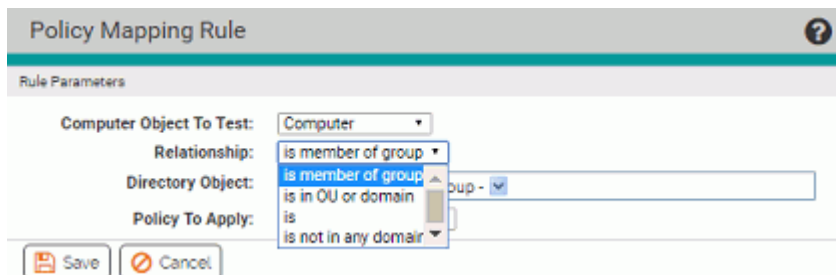 Policy Mapping Rule
Rule Parameters
Computer Object To Test: Computer
Relationship: is member of group
is member of group
Directory Object: oup -
is in OU or domain
Policy To Apply: is
is not in any domain
Save Cancel